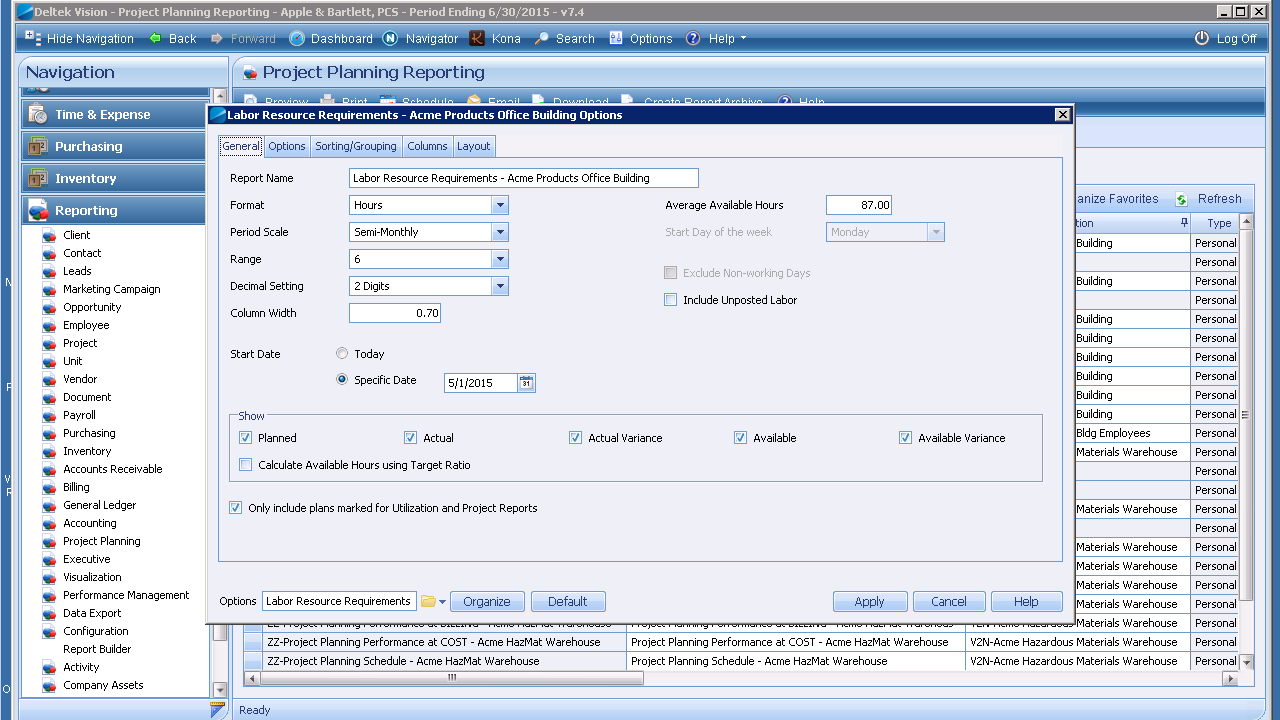 Deltek Vision - Project Planning Reporting - Apple & Bartlett, PCS - Period Ending 6/30/2015 - v7.4
Hide Navigation Back Forward Dashboard Navigator Kona Search Options Help Log Off
Navigation
Project Planning Reporting
Preview Print Schedule Email Download Create Report Archive Help
Time & Expense
Purchasing
Inventory
Reporting
Client
Contact
Leads
Marketing Campaign
Opportunity
Employee
Project
Unit
Vendor
Document
Payroll
Purchasing
Inventory
Accounts Receivable
Billing
General Ledger
Accounting
Project Planning
Executive
Visualization
Performance Management
Data Export
Configuration
Report Builder
Activity
Company Assets
Labor Resource Requirements - Acme Products Office Building Options
General Options Sorting/Grouping Columns Layout
Report Name Labor Resource Requirements - Acme Products Office Building
Format Hours Average Available Hours 87.00
Period Scale Semi-Monthly Start Day of the week Monday
Range 6
Exclude Non-working Days
Decimal Setting 2 Digits
Include Unposted Labor
Column Width 0.70
Start Date Today
Specific Date 5/1/2015 31
Show
Planned Actual Actual Variance Available Available Variance
Calculate Available Hours using Target Ratio
Only include plans marked for Utilization and Project Reports
Options Labor Resource Requirements Organize Default Apply Cancel Help
anize Favorites Refresh
tion Type
Building Personal
Personal
Building Personal
Personal
Building Personal
Building Personal
Building Personal
Building Personal
Building Personal
Building Personal
Bldg Employees Personal
Materials Warehouse Personal
Personal
Personal
Materials Warehouse Personal
Personal
Materials Warehouse Personal
Materials Warehouse Personal
Materials Warehouse Personal
Materials Warehouse Personal
Materials Warehouse Personal
ZZ-Project Planning Performance at COST - Acme HazMat Warehouse Project Planning Performance at COST - Acme HazMat Warehouse V2N-Acme Hazardous Materials Warehouse Personal
ZZ-Project Planning Schedule - Acme HazMat Warehouse Project Planning Schedule - Acme HazMat Warehouse V2N-Acme Hazardous Materials Warehouse Personal
Ready